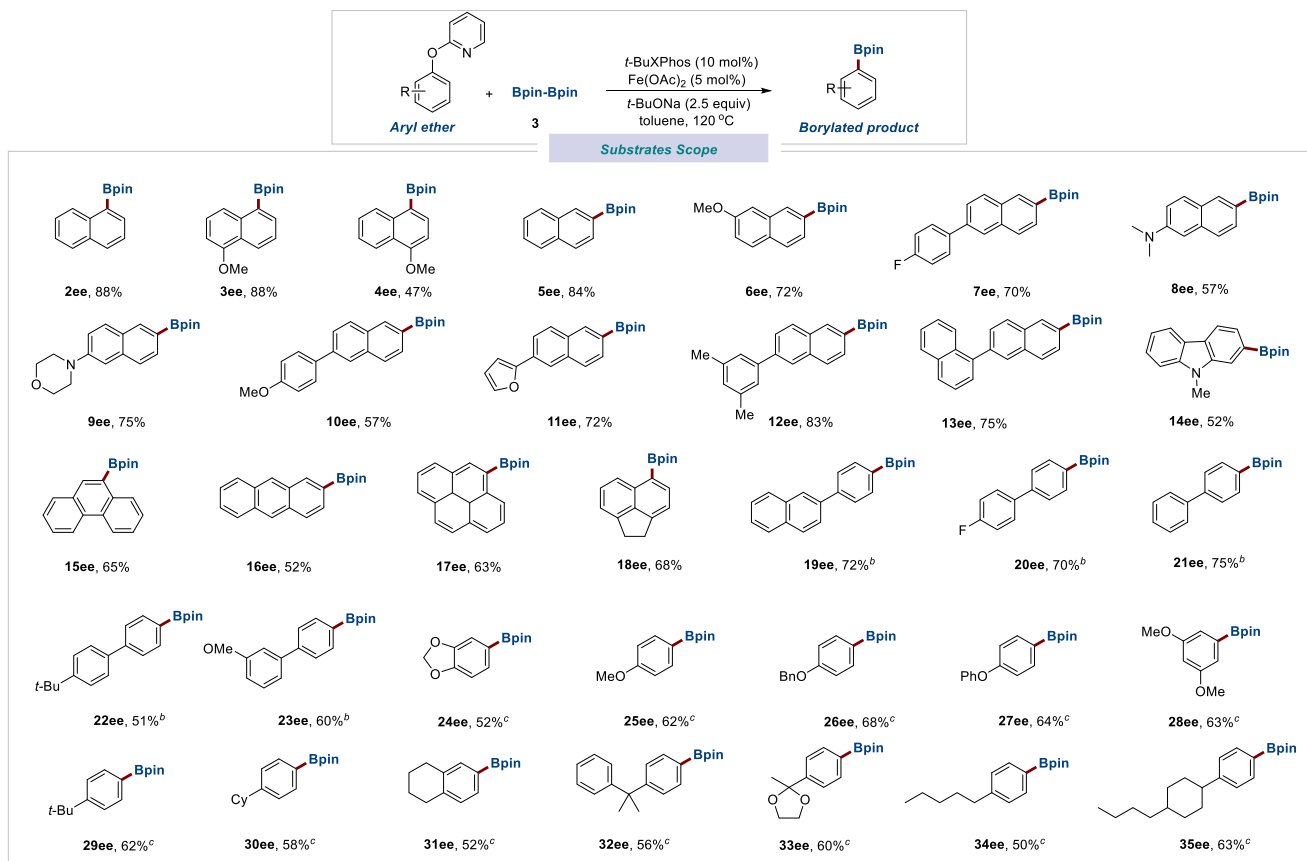 O
N
R
+
Bpin-Bpin
t-BuXPhos (10 mol%)
Fe(OAc)2 (5 mol%)
t-BuONa (2.5 equiv)
toluene, 120 oC
Bpin
R
Aryl ether
3
Borylated product
Substrates Scope
Bpin
2ee, 88%
Bpin
OMe
3ee, 88%
Bpin
OMe
4ee, 47%
Bpin
5ee, 84%
MeO
Bpin
6ee, 72%
F
Bpin
7ee, 70%
N
Bpin
8ee, 57%
O
N
Bpin
9ee, 75%
MeO
Bpin
10ee, 57%
O
Bpin
11ee, 72%
Me
Me
Bpin
12ee, 83%
Bpin
13ee, 75%
N
Me
Bpin
14ee, 52%
Bpin
15ee, 65%
Bpin
16ee, 52%
Bpin
17ee, 63%
Bpin
18ee, 68%
Bpin
19ee, 72%b
F
Bpin
20ee, 70%b
Bpin
21ee, 75%b
t-Bu
Bpin
22ee, 51%b
OMe
Bpin
23ee, 60%b
O
O
Bpin
24ee, 52%c
MeO
Bpin
25ee, 62%c
BnO
Bpin
26ee, 68%c
PhO
Bpin
27ee, 64%c
MeO
OMe
Bpin
28ee, 63%c
t-Bu
Bpin
29ee, 62%c
Cy
Bpin
30ee, 58%c
Bpin
31ee, 52%c
Bpin
32ee, 56%c
O
O
Bpin
33ee, 60%c
Bpin
34ee, 50%c
Bpin
35ee, 63%c